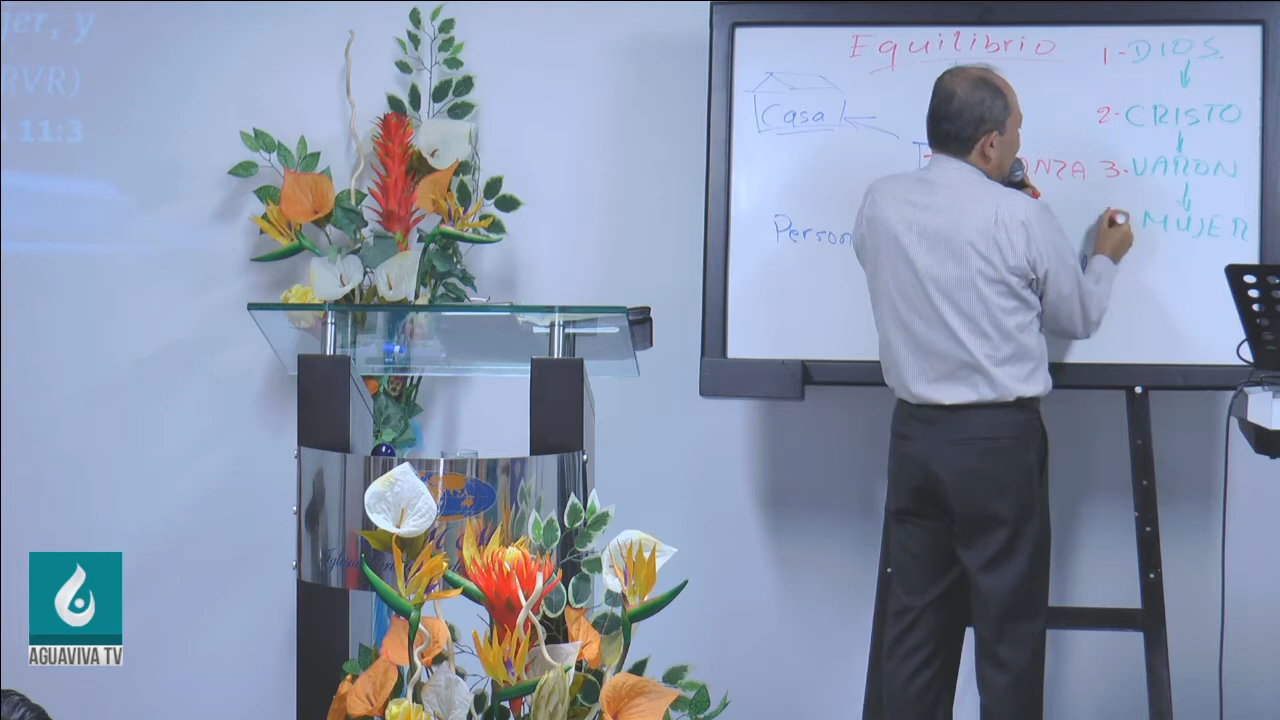 jer, y
RVR)
11:3
Equilibrio
1-DIOS
Casa
2.CRISTO
3.VARON
MUJER
AGUAVIVA TV